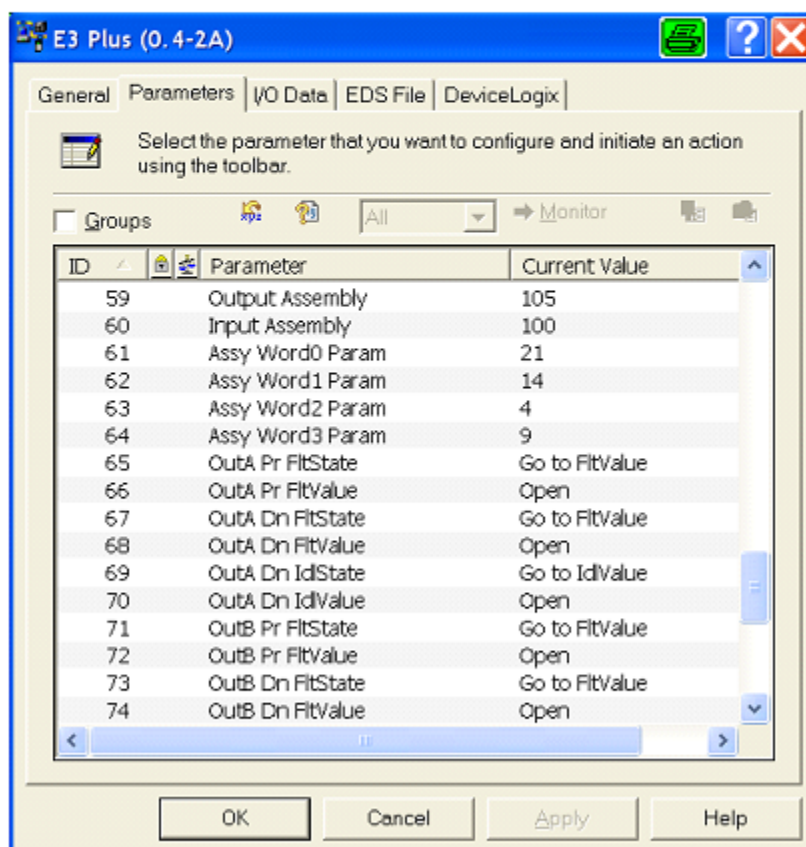 E3 Plus (0.4-2A)
General Parameters I/O Data EDS File DeviceLogix
Select the parameter that you want to configure and initiate an action
using the toolbar.
Groups All Monitor
ID Parameter Current Value
59 Output Assembly 105
60 Input Assembly 100
61 Assy Word0 Param 21
62 Assy Word1 Param 14
63 Assy Word2 Param 4
64 Assy Word3 Param 9
65 OutA Pr FltState Go to FltValue
66 OutA Pr FltValue Open
67 OutA Dn FltState Go to FltValue
68 OutA Dn FltValue Open
69 OutA Dn IdlState Go to IdlValue
70 OutA Dn IdlValue Open
71 OutB Pr FltState Go to FltValue
72 OutB Pr FltValue Open
73 OutB Dn FltState Go to FltValue
74 OutB Dn FltValue Open
OK Cancel Apply Help